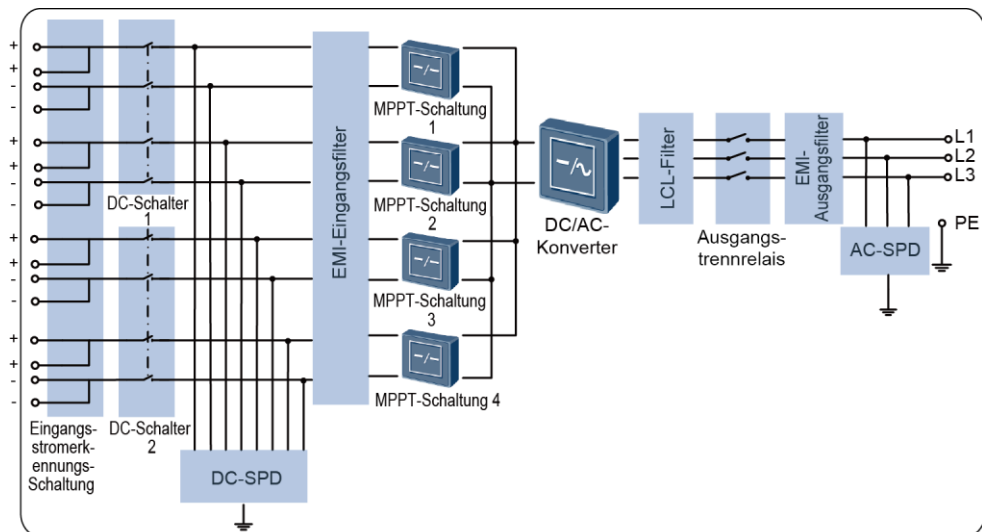 +
+
-
-
+
+
-
-
+
+
-
-
+
+
-
-
Eingangs-
stromerk-
ennungs-
Schaltung
DC-Schalter
1
DC-Schalter
2
DC-SPD
EMI-Eingangsfilter
MPPT-Schaltung
1
MPPT-Schaltung
2
MPPT-Schaltung
3
MPPT-Schaltung 4
DC/AC-
Konverter
LCL-Filter
Ausgangs-
trennrelais
EMI-
Ausgangsfilter
L1
L2
L3
PE
AC-SPD